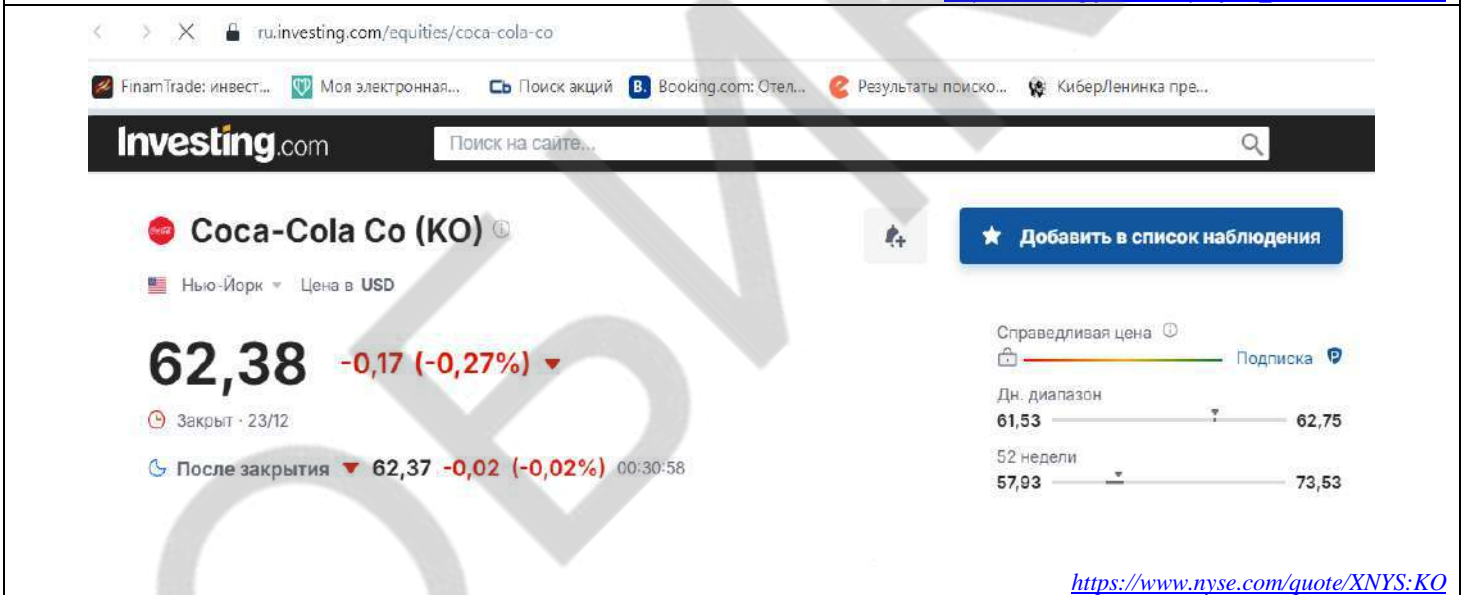 ru.investing.com/equities/coca-cola-co
FinamTrade: инвест... Моя электронная... Сь Поиск акций B. Booking.com: Отел... Результаты поиско... КиберЛенинка пре...
Investing.com Поиск на сайте...
Coca-Cola Co (KO)
Добавить в список наблюдения
Нью-Йорк Цена в USD
62,38 -0,17 (-0,27%)
Закрыт · 23/12
После закрытия 62,37 -0,02 (-0,02%) 00:30:58
Справедливая цена
Подписка
Дн. диапазон
61,53 62,75
52 недели
57,93 73,53
https://www.nyse.com/quote/XNYS:KO